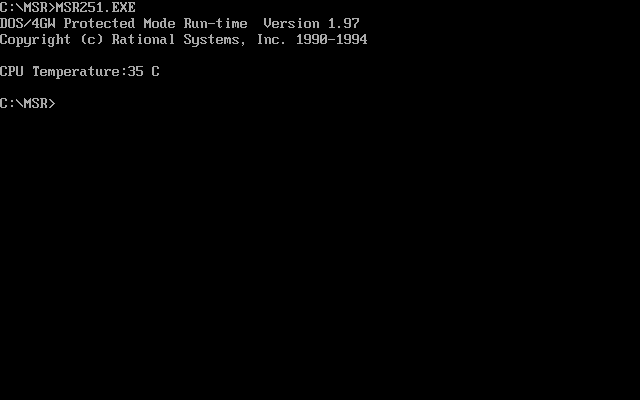 C:\MSR>MSR251.EXE
DOS/4GW Protected Mode Run-time  Version 1.97
Copyright (c) Rational Systems, Inc. 1990-1994
CPU Temperature:35 C
C:\MSR>